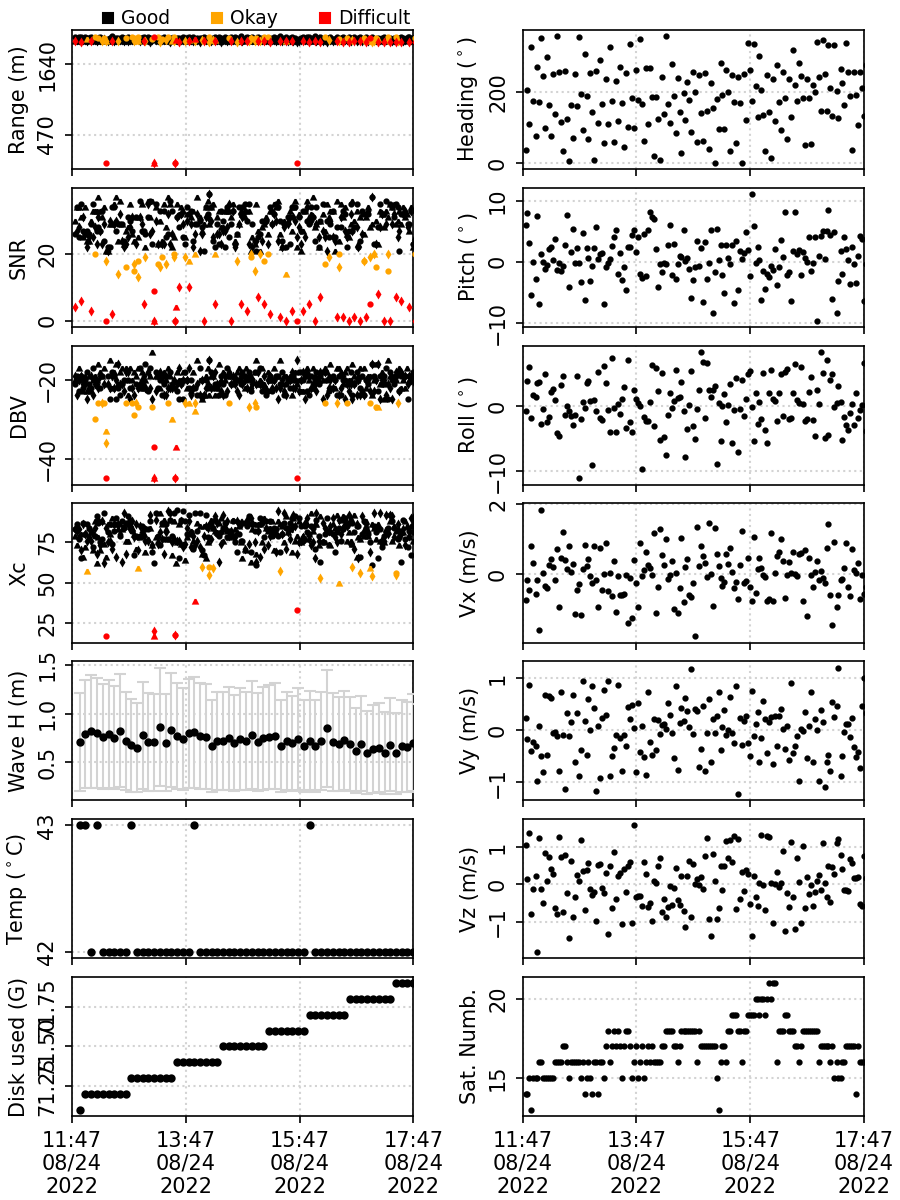 Good Okay Difficult
Range (m)
1640
470
Heading (°)
200
0
SNR
20
0
Pitch (°)
10
0
−10
DBV
−20
−40
Roll (°)
0
−10
Xc
75
50
25
Vx (m/s)
2
0
Wave H (m)
1.5
1.0
0.5
Vy (m/s)
1
0
−1
Temp (°C)
43
42
Vz (m/s)
1
0
−1
Disk used (G)
71.75
71.50
71.25
Sat. Numb.
20
15
11:47 13:47 15:47 17:47 11:47 13:47 15:47 17:47
08/24 08/24 08/24 08/24 08/24 08/24 08/24 08/24
2022 2022 2022 2022 2022 2022 2022 2022